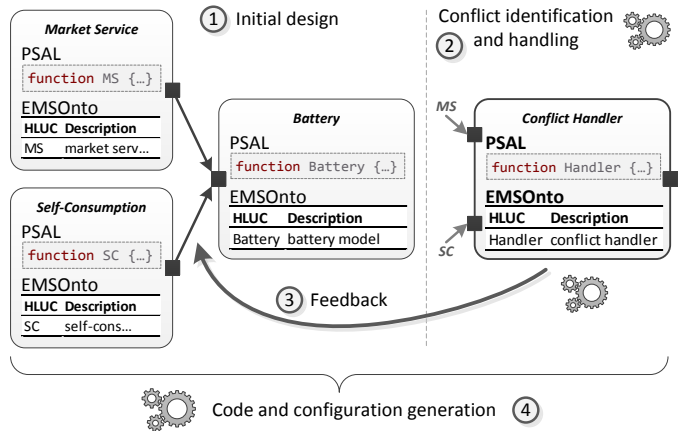 Market Service
PSAL
function MS {…}
EMSOnto
HLUC Description
MS market serv...
Self-Consumption
PSAL
function SC {…}
EMSOnto
HLUC Description
SC self-cons...
1 Initial design
Battery
PSAL
function Battery {…}
EMSOnto
HLUC Description
Battery battery model
3 Feedback
Conflict identification
2 and handling
MS
SC
Conflict Handler
PSAL
function Handler {…}
EMSOnto
HLUC Description
Handler conflict handler
Code and configuration generation 4